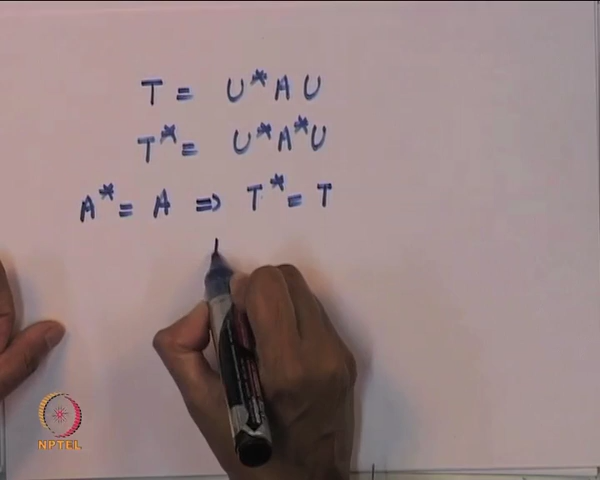 T = U*AU
T* = U*A*U
A* = A ⇒ T* = T
NPTEL